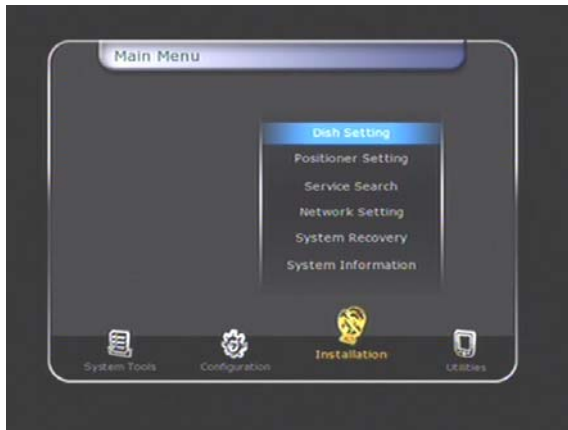 Main Menu
Dish Setting
Positioner Setting
Service Search
Network Setting
System Recovery
System Information
System Tools
Configuration
Installation
Utilities